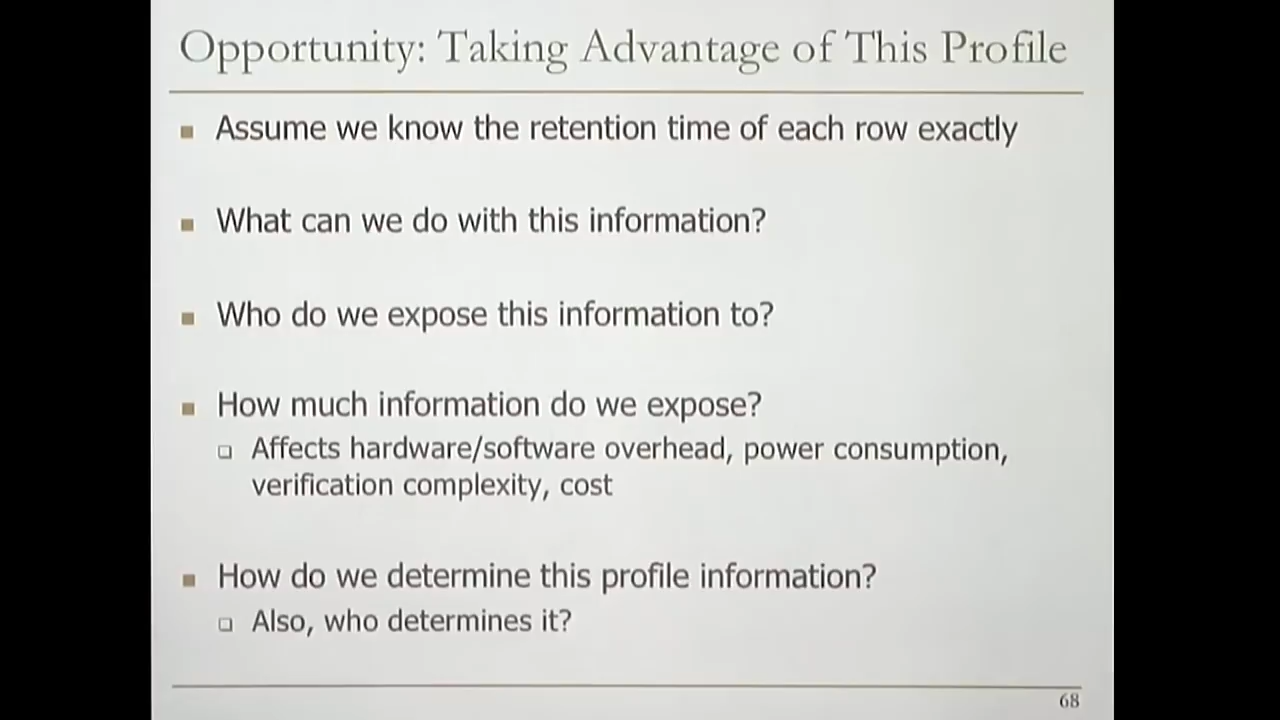 Opportunity: Taking Advantage of This Profile
Assume we know the retention time of each row exactly
What can we do with this information?
Who do we expose this information to?
How much information do we expose?
Affects hardware/software overhead, power consumption,
verification complexity, cost
How do we determine this profile information?
Also, who determines it?
68